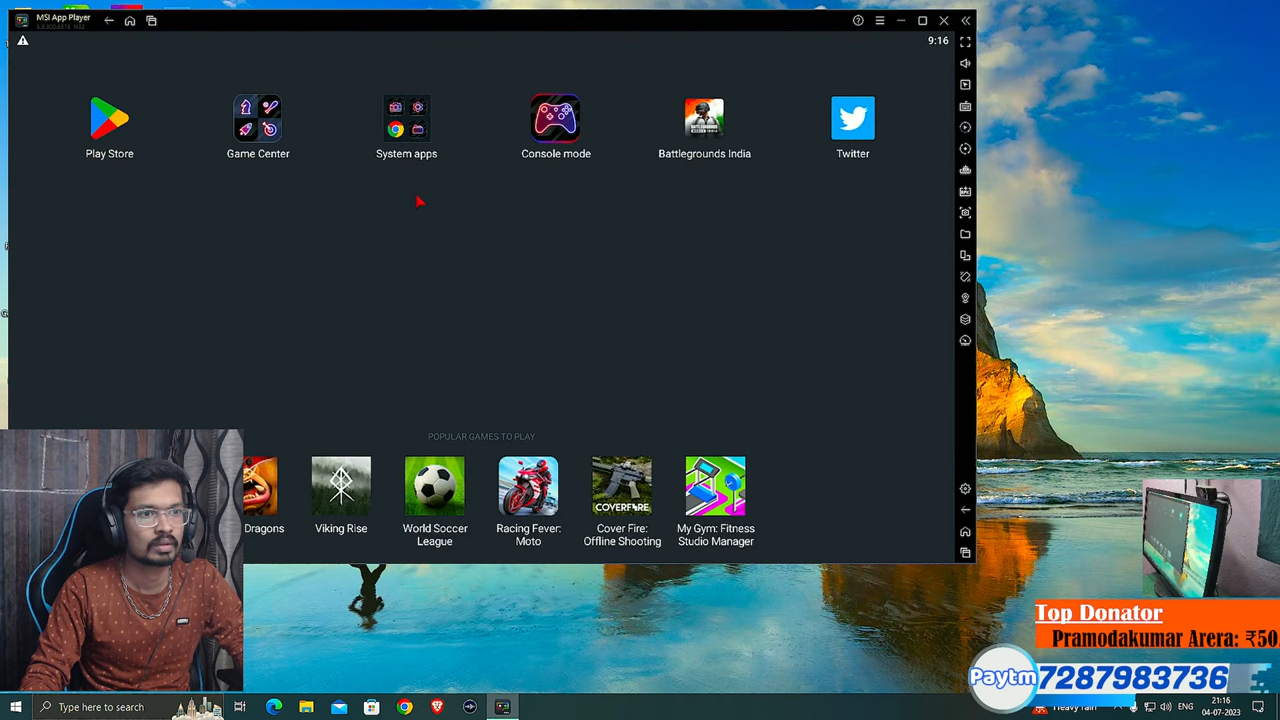 MSI App Player
9:16
Play Store
Game Center
System apps
Console mode
Battlegrounds India
Twitter
POPULAR GAMES TO PLAY
Dragons
Viking Rise
World Soccer
League
Racing Fever:
Moto
COVER FIRE
Cover Fire:
Offline Shooting
My Gym: Fitness
Studio Manager
Top Donator
Pramodakumar Arera: ₹50
Paytm
7287983736
Type here to search
Heavy rain
ENG
21:16
04-07-2023